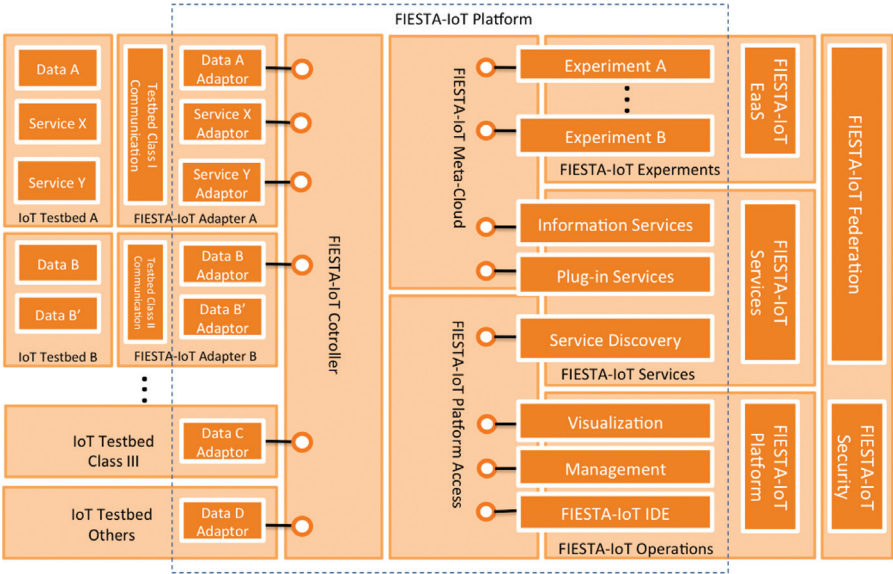 FIESTA-IoT Platform
Data A
Service X
Service Y
IoT Testbed A
Testbed Class I
Communication
Data A
Adaptor
Service X
Adaptor
Service Y
Adaptor
FIESTA-IoT Adapter A
Data B
Data B'
IoT Testbed B
Testbed Class II
Communication
Data B
Adaptor
Data B'
Adaptor
FIESTA-IoT Adapter B
IoT Testbed
Class III
Data C
Adaptor
IoT Testbed
Others
Data D
Adaptor
FIESTA-IoT Cotroller
FIESTA-IoT Meta-Cloud
FIESTA-IoT Platform Access
Experiment A
Experiment B
FIESTA-IoT Experments
FIESTA-IoT
EaaS
Information Services
Plug-in Services
Service Discovery
FIESTA-IoT Services
FIESTA-IoT
Services
Visualization
Management
FIESTA-IoT IDE
FIESTA-IoT Operations
FIESTA-IoT
Platform
FIESTA-IoT Federation
FIESTA-IoT
Security